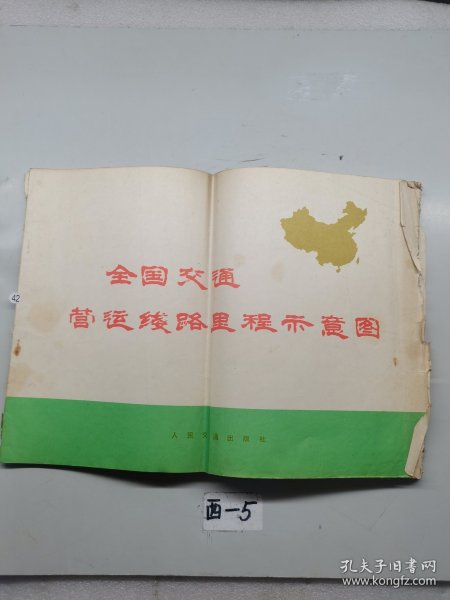 全国交通
营运线路里程示意图
42
人民交通出版社
西-5
孔夫子旧书网
www.kongfz.com